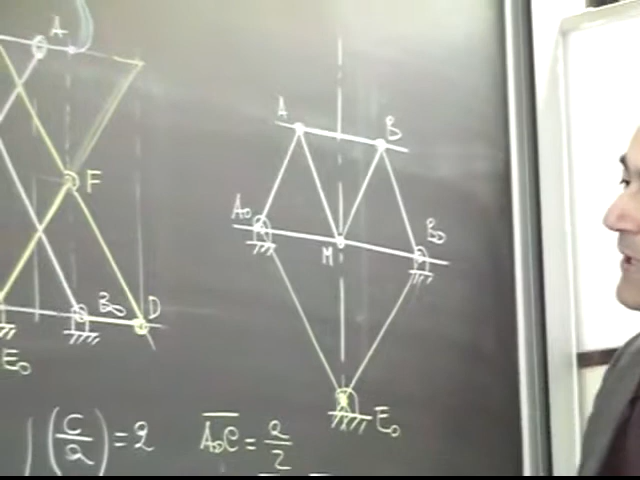 A
F
B₀ D
E₀
A B
A₀ B₀
M
E₀
(c/a) = 2 A₀C = a/2